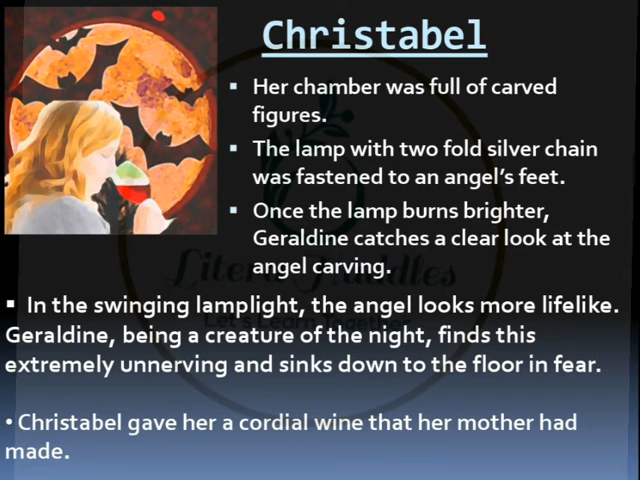 Christabel
▪ Her chamber was full of carved
figures.
▪ The lamp with two fold silver chain
was fastened to an angel's feet.
▪ Once the lamp burns brighter,
Geraldine catches a clear look at the
angel carving.
▪ In the swinging lamplight, the angel looks more lifelike.
Geraldine, being a creature of the night, finds this
extremely unnerving and sinks down to the floor in fear.
• Christabel gave her a cordial wine that her mother had
made.
Let's Learn Together